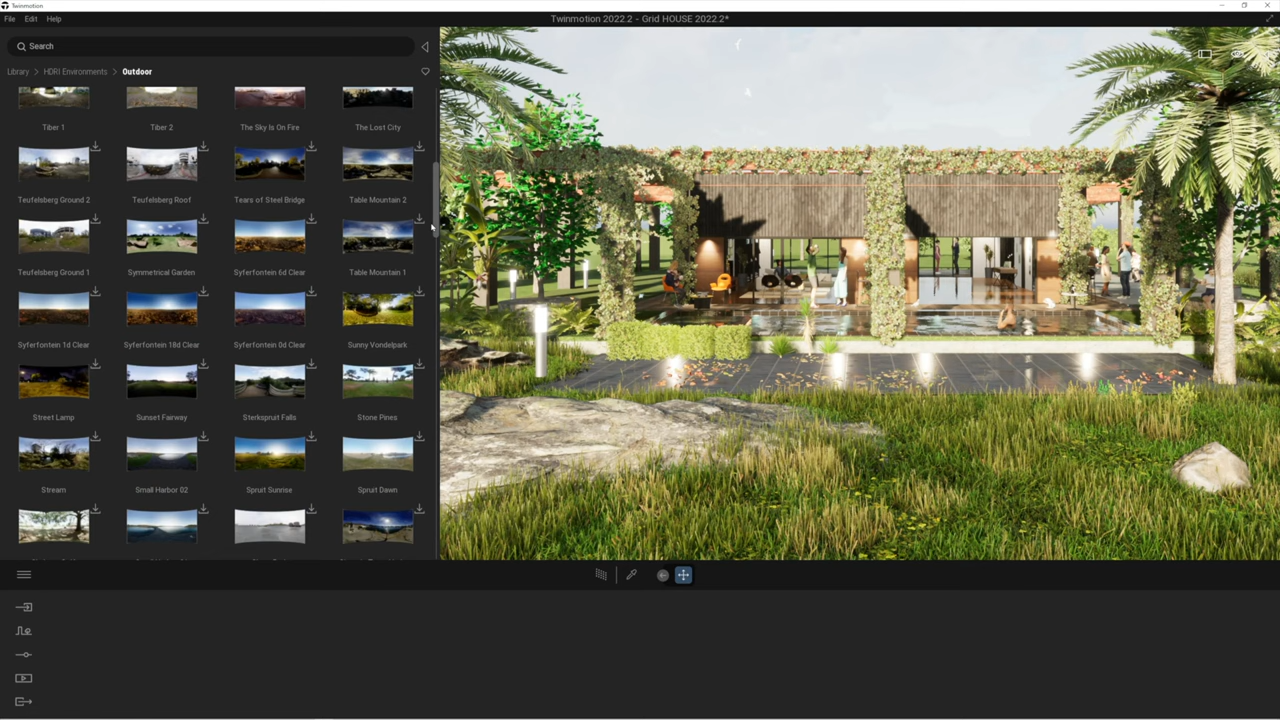 Twinmotion
File Edit Help
Twinmotion 2022.2 - Grid HOUSE 2022.2*
Search
Library > HDRI Environments > Outdoor
Tiber 1 Tiber 2 The Sky Is On Fire The Lost City
Teufelsberg Ground 2 Teufelsberg Roof Tears of Steel Bridge Table Mountain 2
Teufelsberg Ground 1 Symmetrical Garden Syferfontein 6d Clear Table Mountain 1
Syferfontein 1d Clear Syferfontein 18d Clear Syferfontein 0d Clear Sunny Vondelpark
Street Lamp Sunset Fairway Sterkspruit Falls Stone Pines
Stream Small Harbor 02 Spruit Sunrise Spruit Dawn